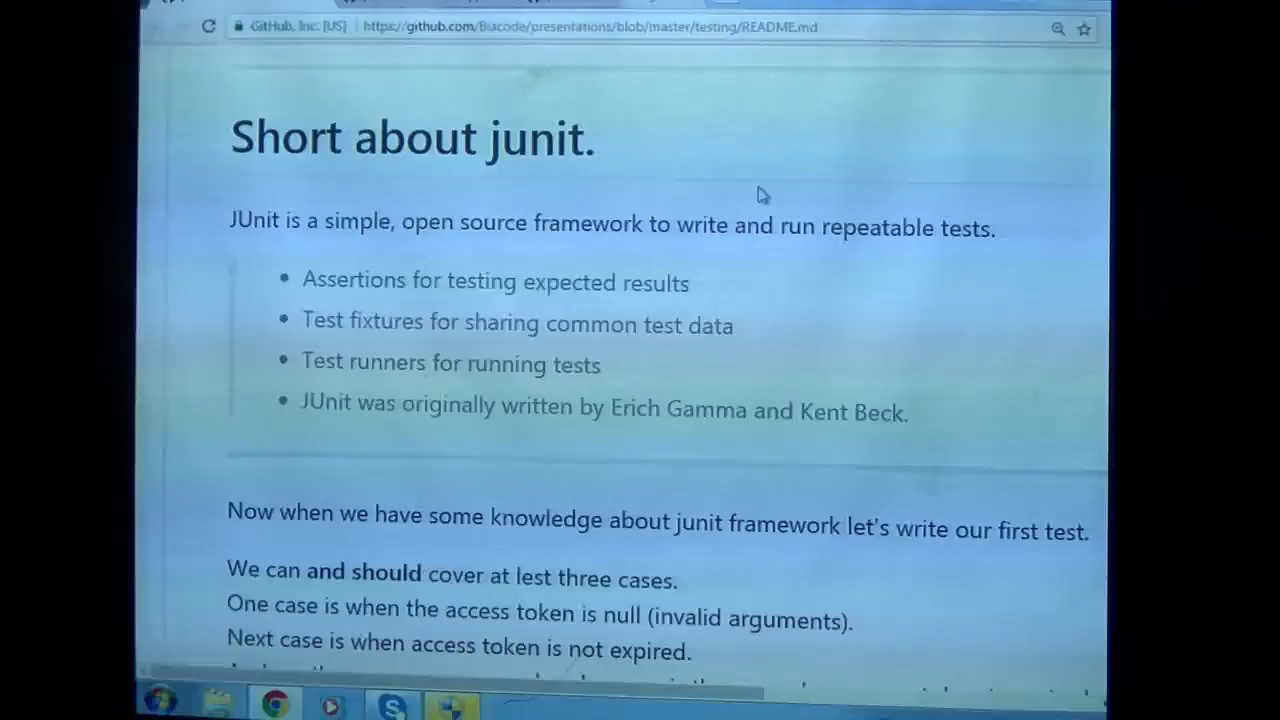 GitHub, Inc. [US] https://github.com/Biacode/presentations/blob/master/testing/README.md
Short about junit.
JUnit is a simple, open source framework to write and run repeatable tests.
• Assertions for testing expected results
• Test fixtures for sharing common test data
• Test runners for running tests
• JUnit was originally written by Erich Gamma and Kent Beck.
Now when we have some knowledge about junit framework let's write our first test.
We can and should cover at lest three cases.
One case is when the access token is null (invalid arguments).
Next case is when access token is not expired.